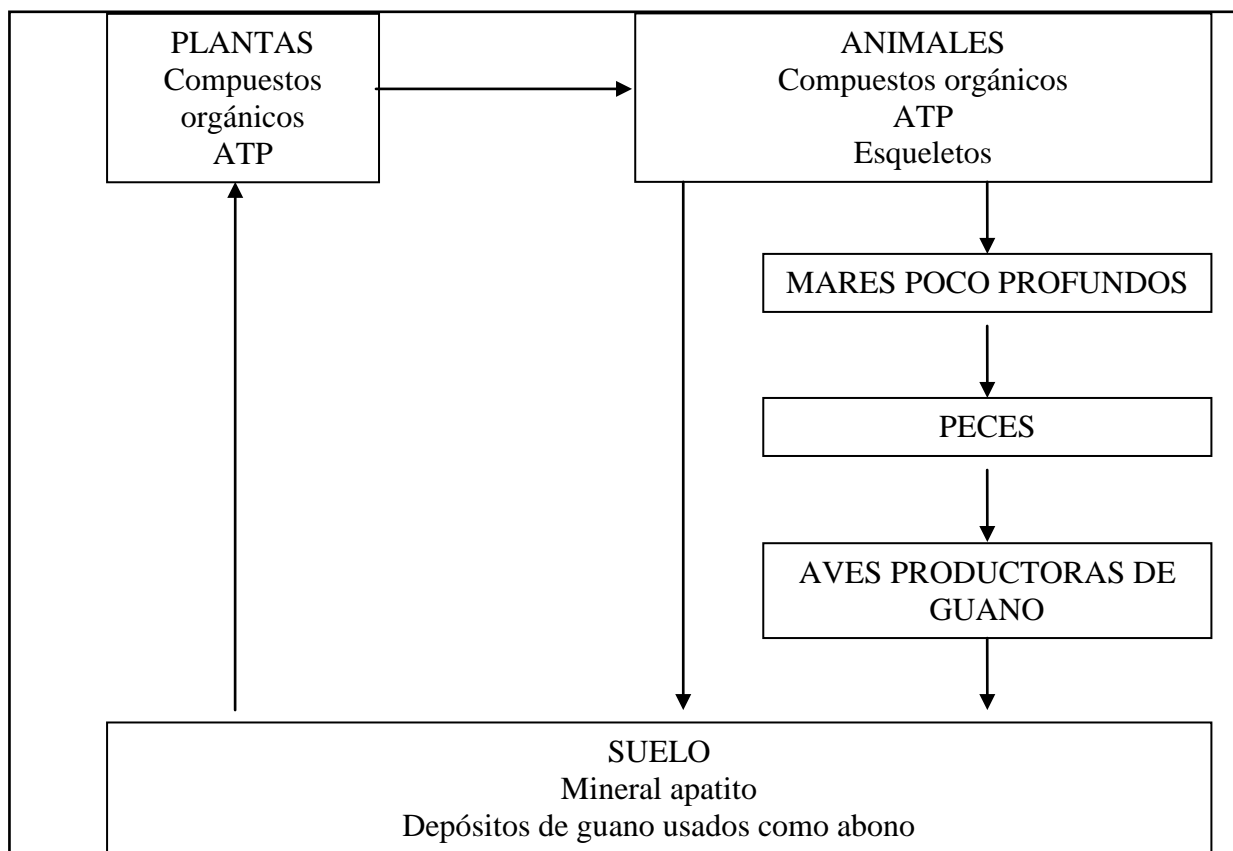 PLANTAS
Compuestos
orgánicos
ATP
ANIMALES
Compuestos orgánicos
ATP
Esqueletos
MARES POCO PROFUNDOS
PECES
AVES PRODUCTORAS DE
GUANO
SUELO
Mineral apatito
Depósitos de guano usados como abono